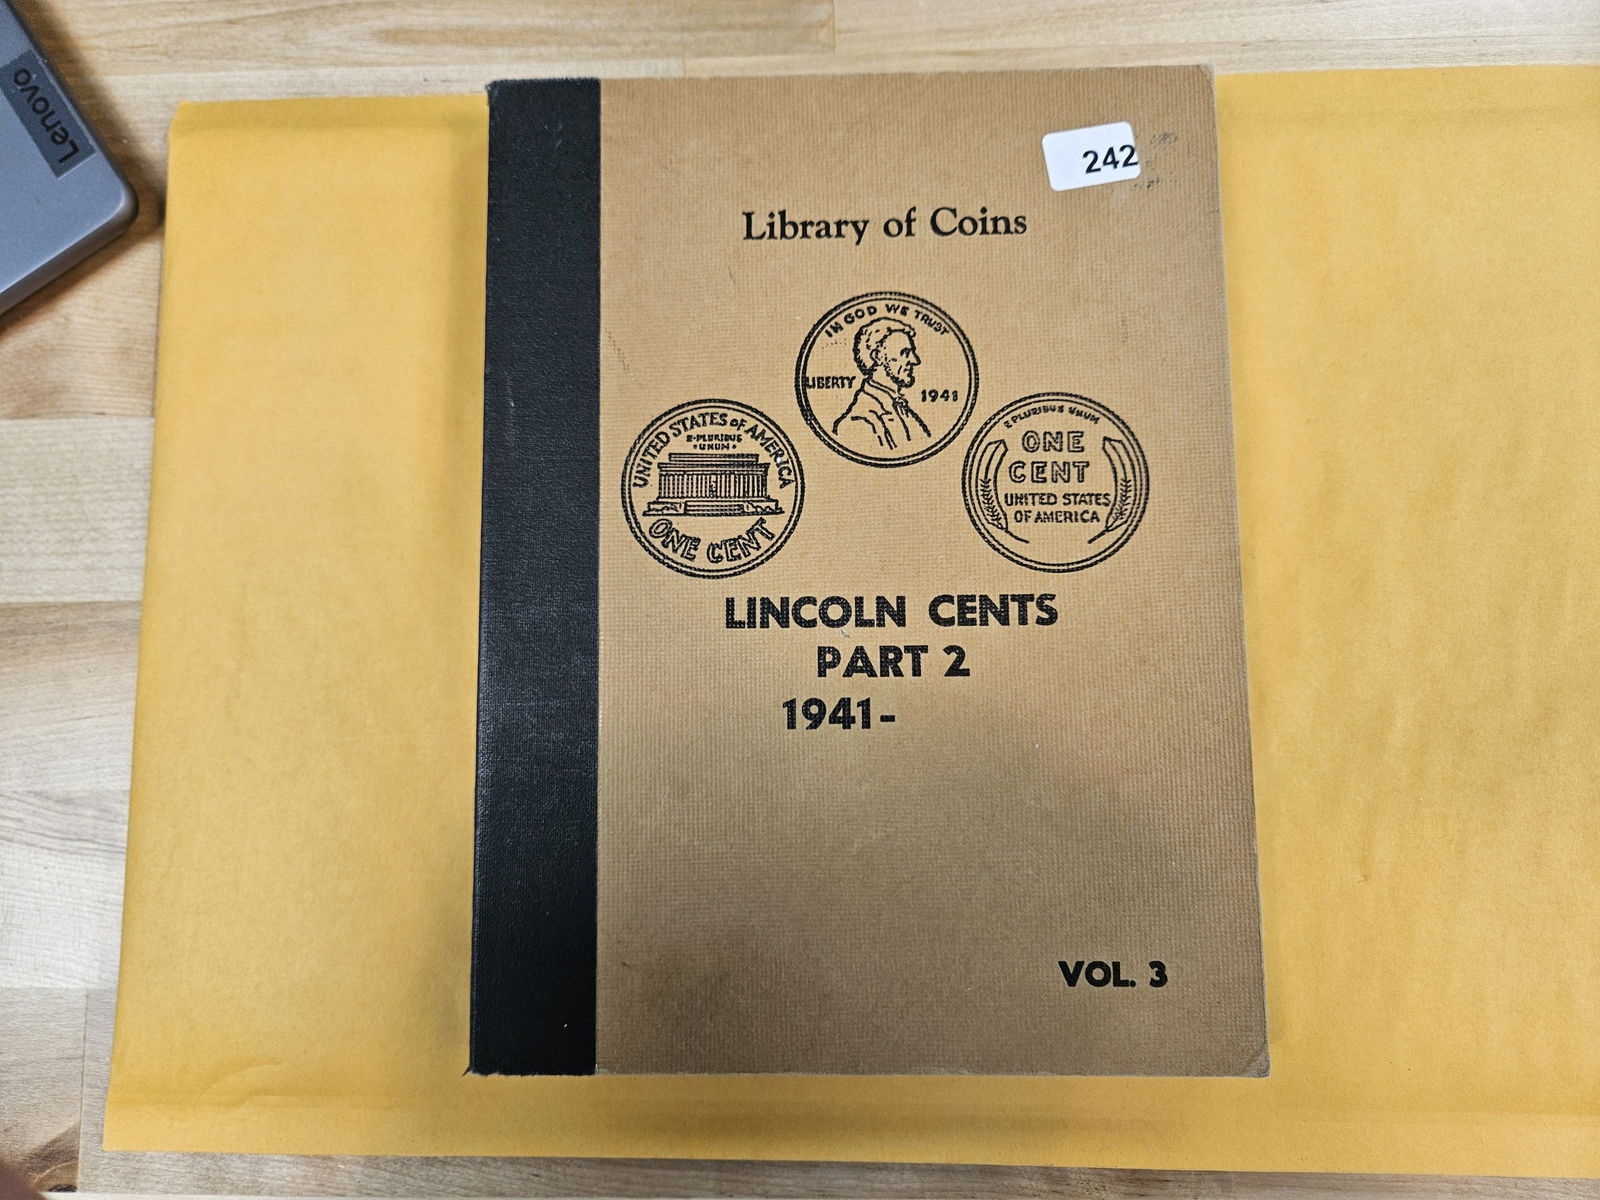 Lenovo
242
Library of Coins
IN GOD WE TRUST
LIBERTY
1941
UNITED STATES of AMERICA
E·PLURIBUS
·UNUM·
ONE CENT
E PLURIBUS UNUM
ONE
CENT
UNITED STATES
OF AMERICA
LINCOLN CENTS
PART 2
1941-
VOL. 3